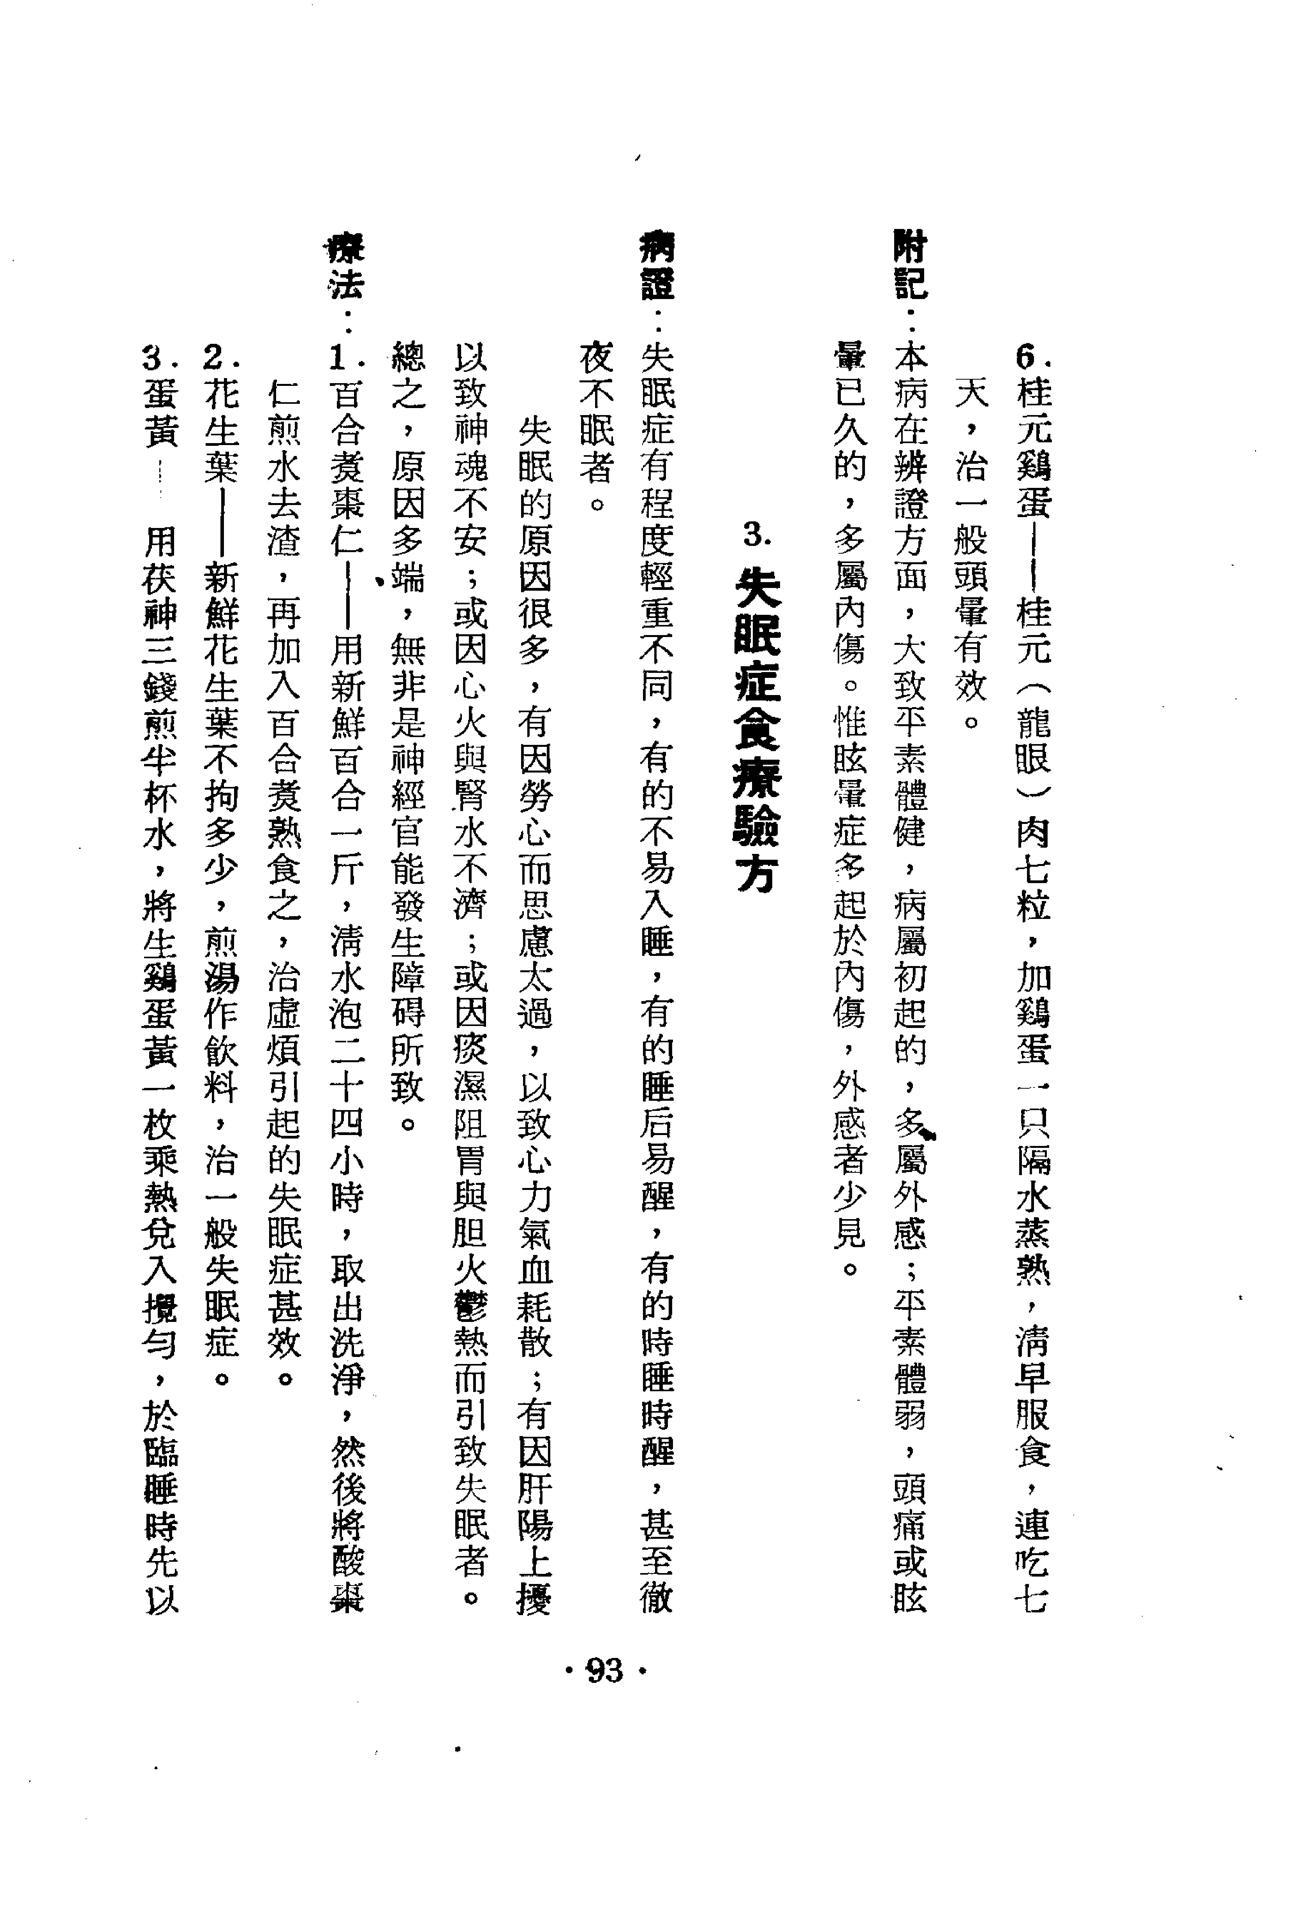 6.桂元鷄蛋——桂元（龍眼）肉七粒，加鷄蛋一只隔水蒸熟，淸早服食，連吃七
天，治一般頭暈有效。
附記：本病在辨證方面，大致平素體健，病屬初起的，多屬外感；平素體弱，頭痛或眩
暈已久的，多屬內傷。惟眩暈症多起於內傷，外感者少見。
3.失眠症食療驗方
病證：失眠症有程度輕重不同，有的不易入睡，有的睡后易醒，有的時睡時醒，甚至徹
夜不眠者。
失眠的原因很多，有因勞心而思慮太過，以致心力氣血耗散；有因肝陽上擾
以致神魂不安；或因心火與腎水不濟；或因痰濕阻胃與胆火鬱熱而引致失眠者。
總之，原因多端，無非是神經官能發生障碍所致。
療法：1.百合煑棗仁——用新鮮百合一斤，淸水泡二十四小時，取出洗淨，然後將酸棗
仁煎水去渣，再加入百合煑熟食之，治虛煩引起的失眠症甚效。
2.花生葉——新鮮花生葉不拘多少，煎湯作飮料，治一般失眠症。
3.蛋黃——用茯神三錢煎半杯水，將生鷄蛋黃一枚乘熱兌入攪勻，於臨睡時先以
·93·